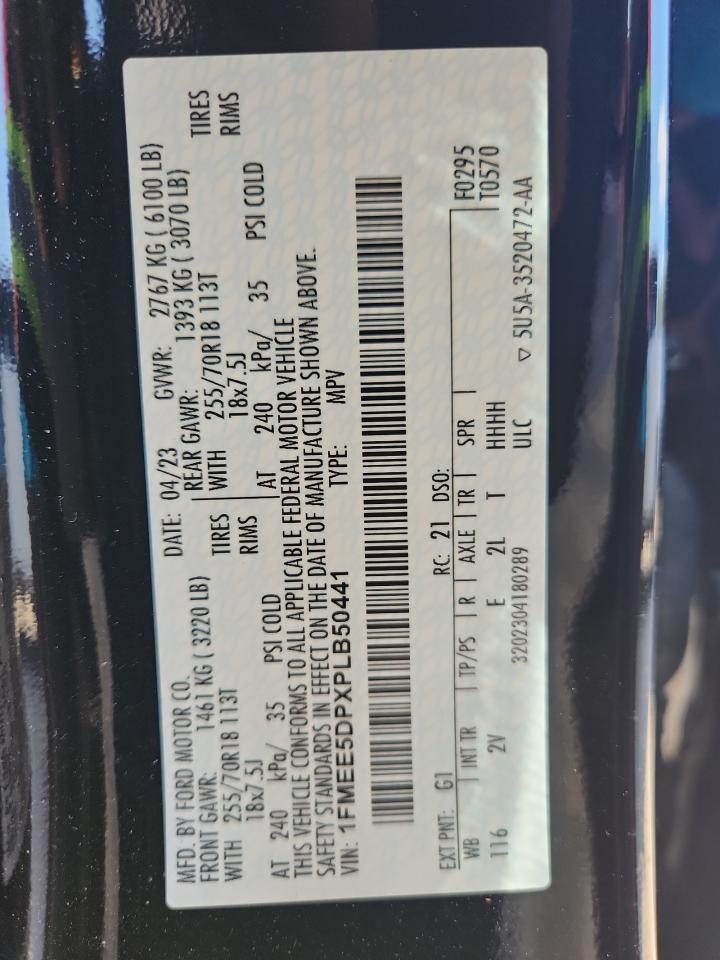 MFD. BY FORD MOTOR CO. DATE: 04/23 GVWR: 2767 KG ( 6100 LB)
FRONT GAWR: 1461 KG ( 3220 LB) REAR GAWR: 1393 KG ( 3070 LB)
WITH 255/70R18 113T TIRES WITH 255/70R18 113T TIRES
18x7.5J RIMS 18x7.5J RIMS
AT 240 kPa/ 35 PSI COLD AT 240 kPa/ 35 PSI COLD
THIS VEHICLE CONFORMS TO ALL APPLICABLE FEDERAL MOTOR VEHICLE
SAFETY STANDARDS IN EFFECT ON THE DATE OF MANUFACTURE SHOWN ABOVE.
VIN: 1FMEE5DPXPLB50441 TYPE: MPV
EXT PNT: G1 RC: 21 DSO: F0295
WB INT TR TP/PS R AXLE TR SPR T0570
116 2V E 2L T HHHH
3202304180289 ULC ▽ 5U5A-3520472-AA